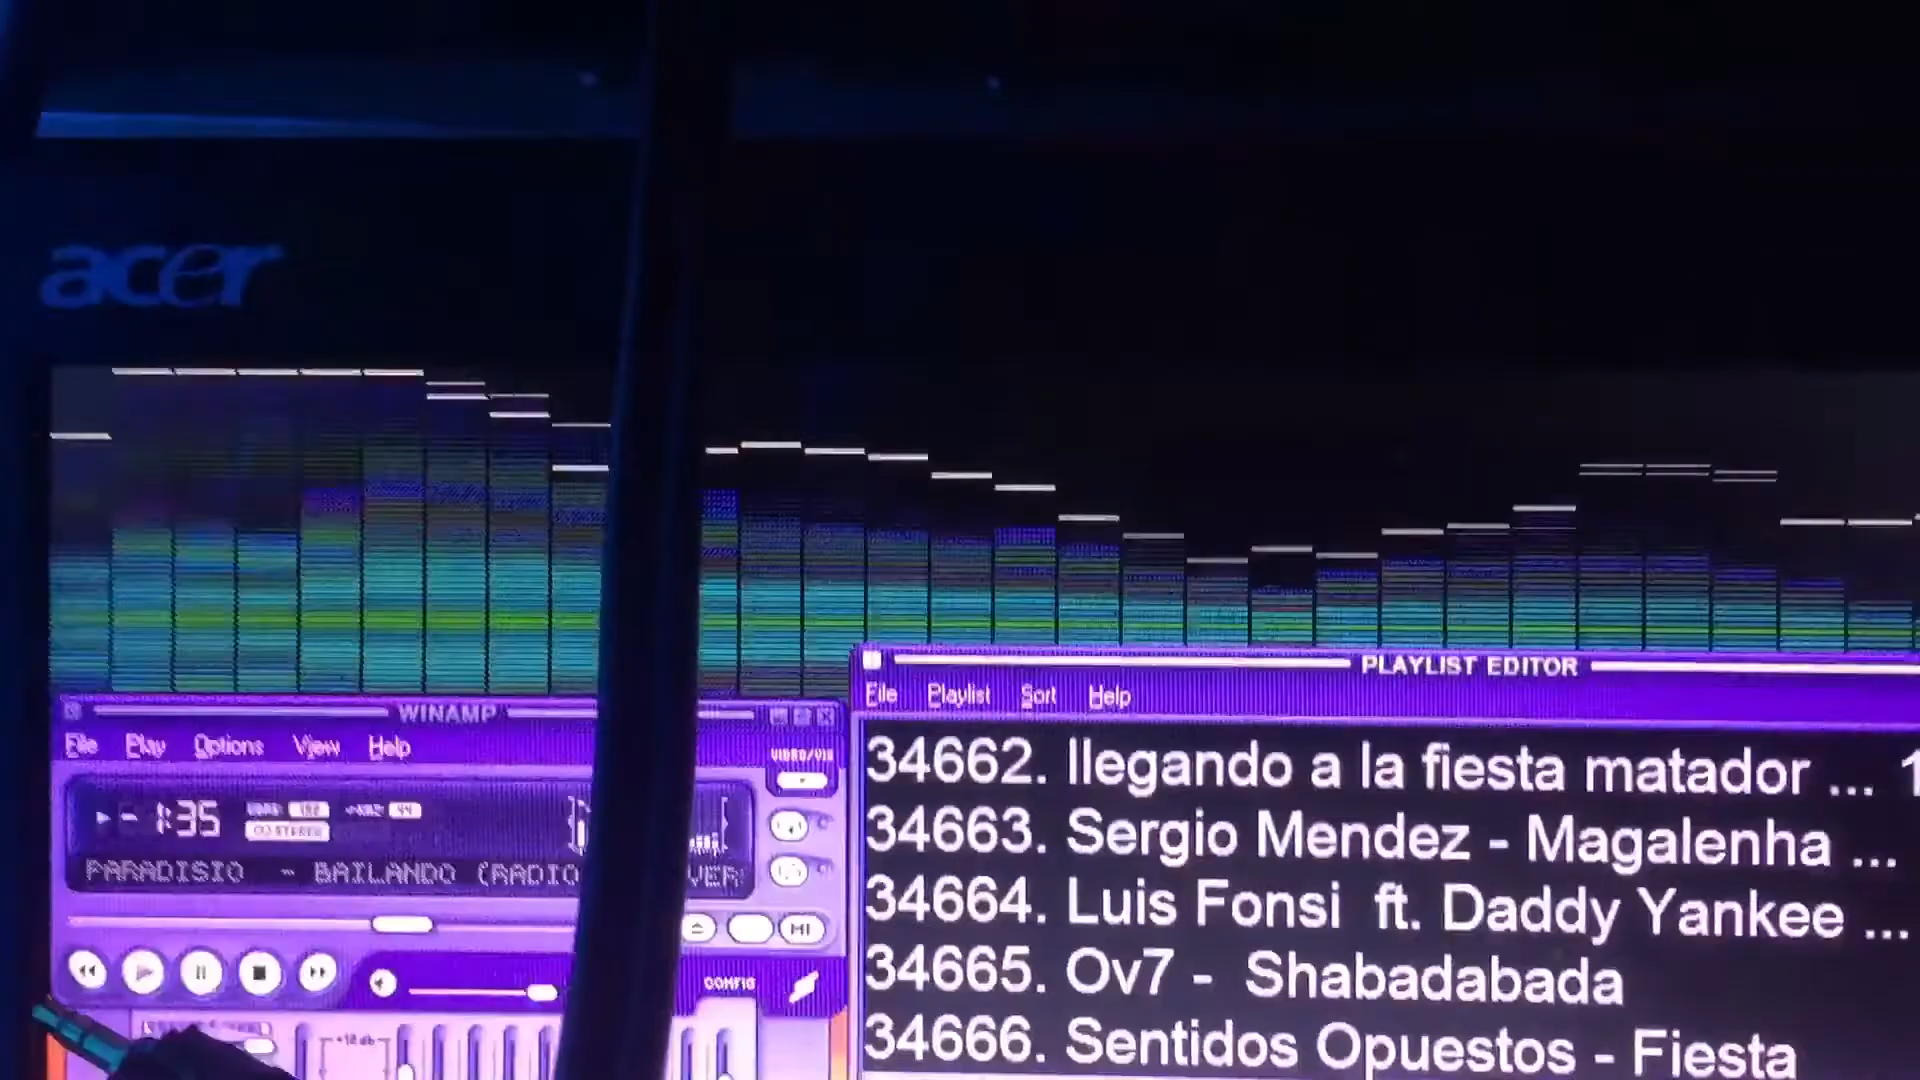 acer
WINAMP
File Play Options View Help
1:35
PARADISIO - BAILANDO (RADIO VER
CONFIG
PLAYLIST EDITOR
File Playlist Sort Help
34662. llegando a la fiesta matador ... 1
34663. Sergio Mendez - Magalenha ...
34664. Luis Fonsi ft. Daddy Yankee ...
34665. Ov7 - Shabadabada
34666. Sentidos Opuestos - Fiesta